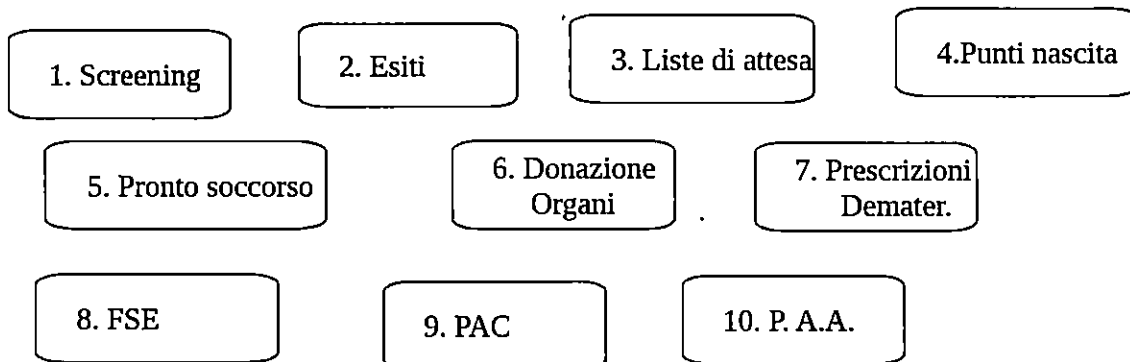 1. Screening
2. Esiti
3. Liste di attesa
4.Punti nascita
5. Pronto soccorso
6. Donazione
Organi
7. Prescrizioni
Demater.
8. FSE
9. PAC
10. P. A.A.